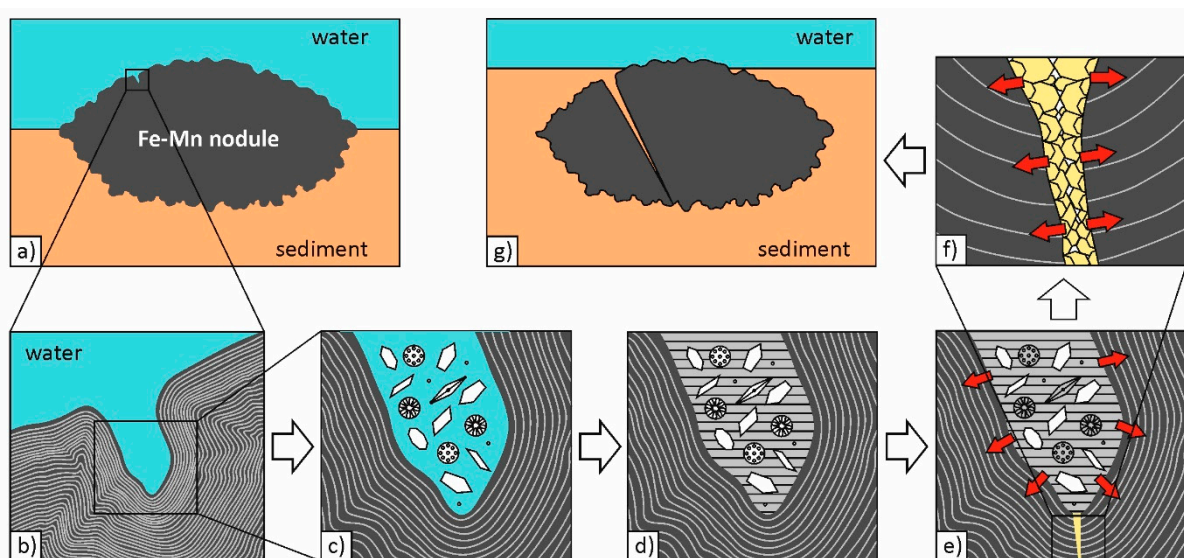 water
Fe-Mn nodule
sediment
a)
water
sediment
g)
f)
water
b)
c)
d)
e)